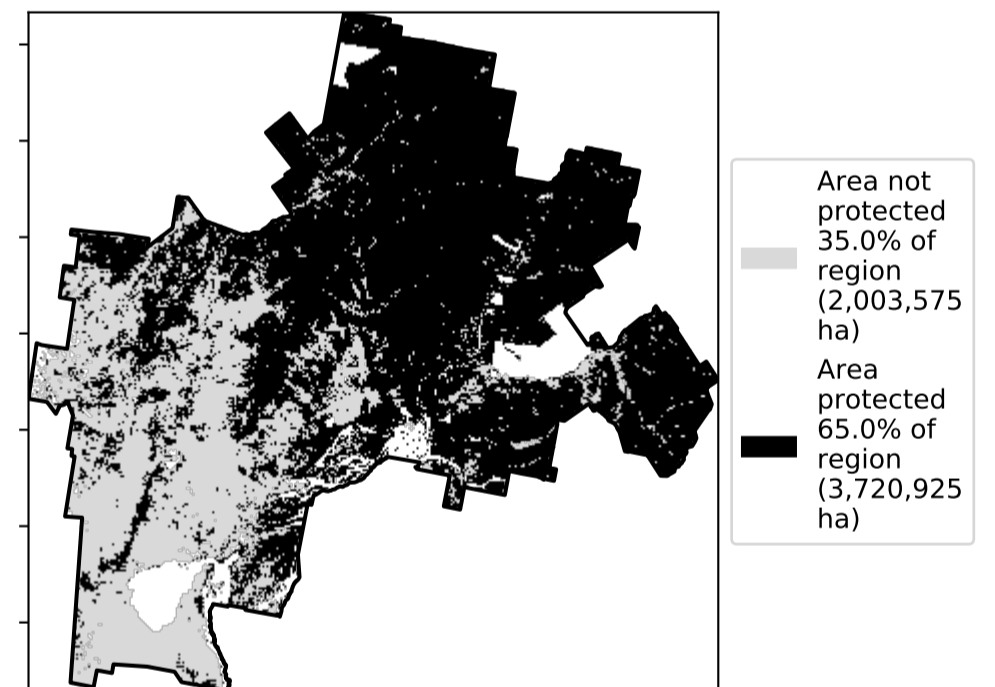 Area not
protected
35.0% of
region
(2,003,575
ha)
Area
protected
65.0% of
region
(3,720,925
ha)